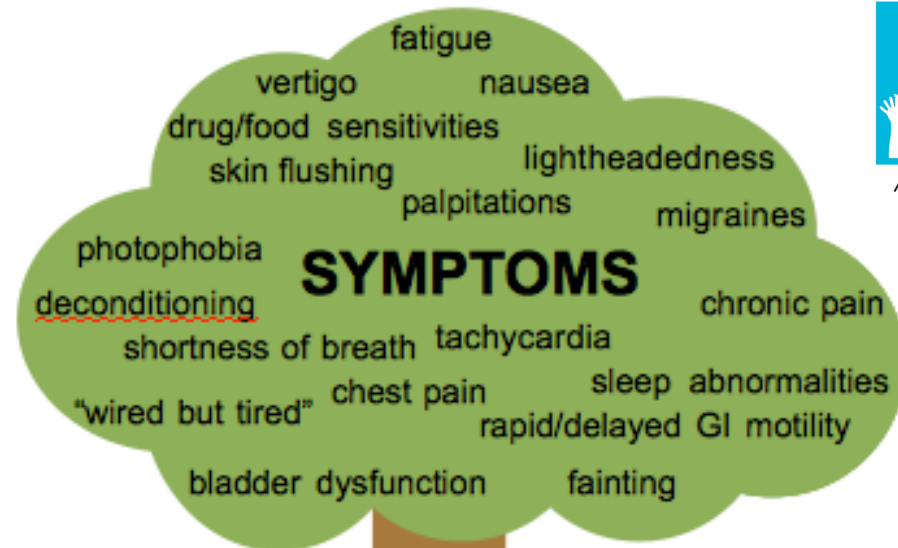 fatigue
vertigo
nausea
drug/food sensitivities
lightheadedness
skin flushing
palpitations
migraines
photophobia
SYMPTOMS
deconditioning
chronic pain
shortness of breath
tachycardia
sleep abnormalities
chest pain
“wired but tired”
rapid/delayed GI motility
bladder dysfunction
fainting